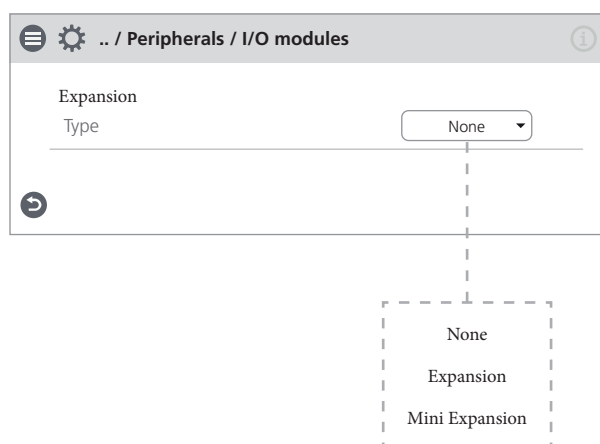 .. / Peripherals / I/O modules
Expansion
Type None
None
Expansion
Mini Expansion